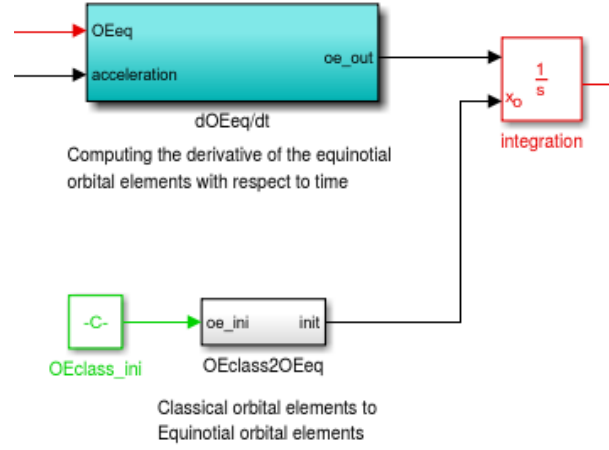 OEeq
oe_out
acceleration
1
s
xo
dOEeq/dt
integration
Computing the derivative of the equinotial
orbital elements with respect to time
-C-
oe_ini
init
OEclass_ini
OEclass2OEeq
Classical orbital elements to
Equinotial orbital elements